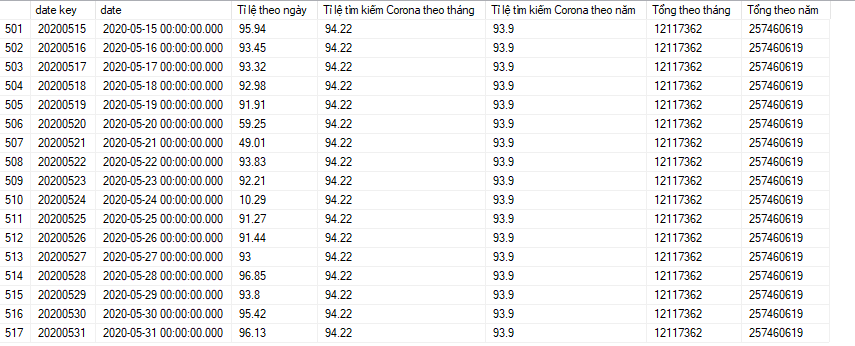 date key date Tỉ lệ theo ngày Tỉ lệ tìm kiếm Corona theo tháng Tỉ lệ tìm kiếm Corona theo năm Tổng theo tháng Tổng theo năm
501 20200515 2020-05-15 00:00:00.000 95.94 94.22 93.9 12117362 257460619
502 20200516 2020-05-16 00:00:00.000 93.45 94.22 93.9 12117362 257460619
503 20200517 2020-05-17 00:00:00.000 93.32 94.22 93.9 12117362 257460619
504 20200518 2020-05-18 00:00:00.000 92.98 94.22 93.9 12117362 257460619
505 20200519 2020-05-19 00:00:00.000 91.91 94.22 93.9 12117362 257460619
506 20200520 2020-05-20 00:00:00.000 59.25 94.22 93.9 12117362 257460619
507 20200521 2020-05-21 00:00:00.000 49.01 94.22 93.9 12117362 257460619
508 20200522 2020-05-22 00:00:00.000 93.83 94.22 93.9 12117362 257460619
509 20200523 2020-05-23 00:00:00.000 92.21 94.22 93.9 12117362 257460619
510 20200524 2020-05-24 00:00:00.000 10.29 94.22 93.9 12117362 257460619
511 20200525 2020-05-25 00:00:00.000 91.27 94.22 93.9 12117362 257460619
512 20200526 2020-05-26 00:00:00.000 91.44 94.22 93.9 12117362 257460619
513 20200527 2020-05-27 00:00:00.000 93 94.22 93.9 12117362 257460619
514 20200528 2020-05-28 00:00:00.000 96.85 94.22 93.9 12117362 257460619
515 20200529 2020-05-29 00:00:00.000 93.8 94.22 93.9 12117362 257460619
516 20200530 2020-05-30 00:00:00.000 95.42 94.22 93.9 12117362 257460619
517 20200531 2020-05-31 00:00:00.000 96.13 94.22 93.9 12117362 257460619